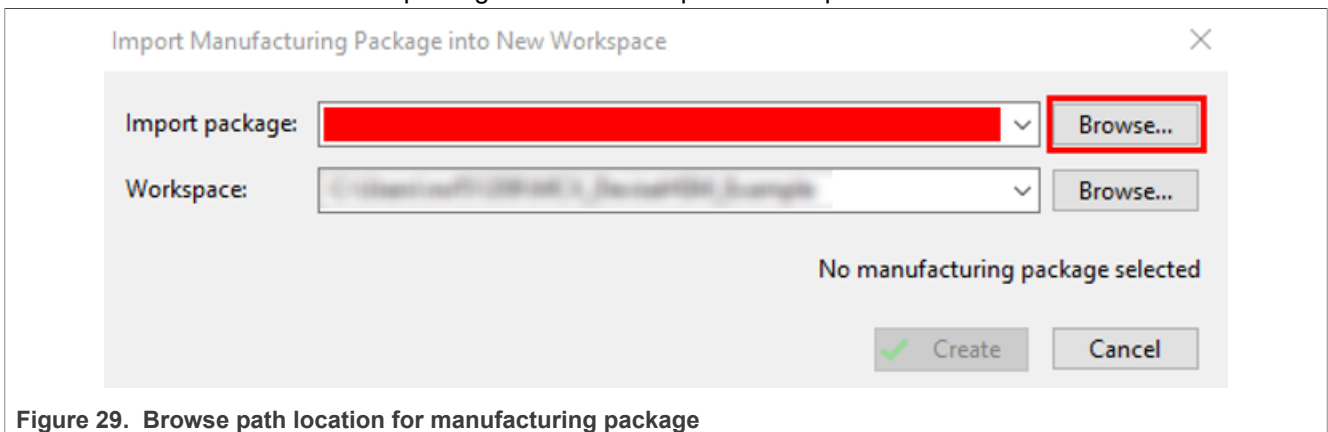 Import Manufacturing Package into New Workspace
Import package:
Browse...
Workspace:
Browse...
No manufacturing package selected
Create
Cancel
Figure 29. Browse path location for manufacturing package